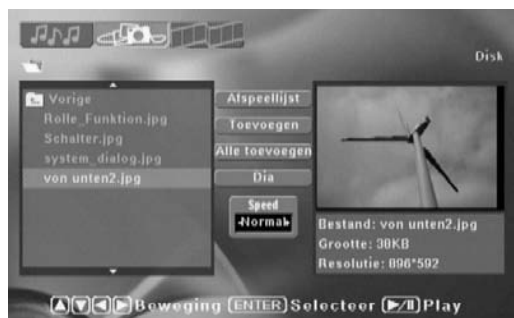 Disk
Vorige
Rolle_Funktion.jpg
Schalter.jpg
system_dialog.jpg
von unten2.jpg
Afspeellijst
Toevoegen
Alle toevoegen
Dia
Speed
Normal
Bestand: von unten2.jpg
Grootte: 30KB
Resolutie: 896*592
Beweging (ENTER) Selecteer Play